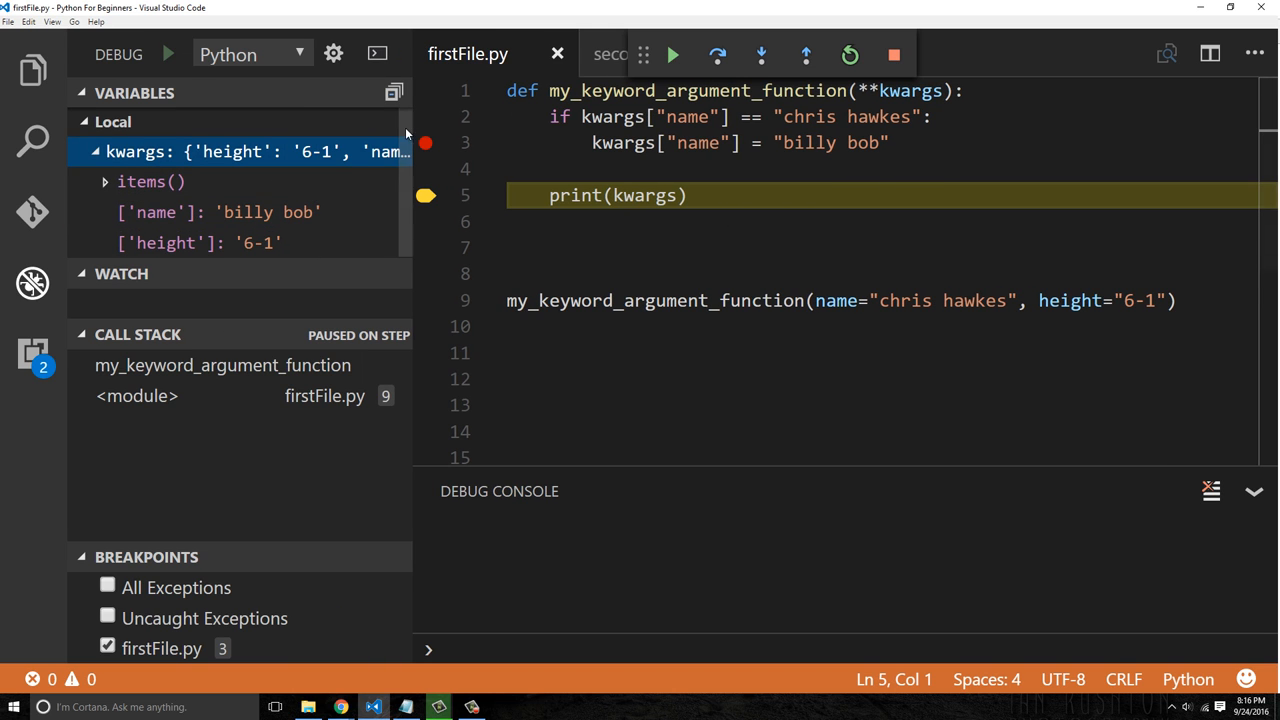 firstFile.py - Python For Beginners - Visual Studio Code
File Edit View Go Help
DEBUG Python
VARIABLES
Local
kwargs: {'height': '6-1', 'nam...
items()
['name']: 'billy bob'
['height']: '6-1'
WATCH
CALL STACK PAUSED ON STEP
my_keyword_argument_function
<module> firstFile.py 9
BREAKPOINTS
All Exceptions
Uncaught Exceptions
firstFile.py 3
2
firstFile.py seco
1 def my_keyword_argument_function(**kwargs):
2 if kwargs["name"] == "chris hawkes":
3 kwargs["name"] = "billy bob"
4
5 print(kwargs)
6
7
8
9 my_keyword_argument_function(name="chris hawkes", height="6-1")
10
11
12
13
14
15
DEBUG CONSOLE
0 0 Ln 5, Col 1 Spaces: 4 UTF-8 CRLF Python
I'm Cortana. Ask me anything.
8:16 PM
9/24/2016